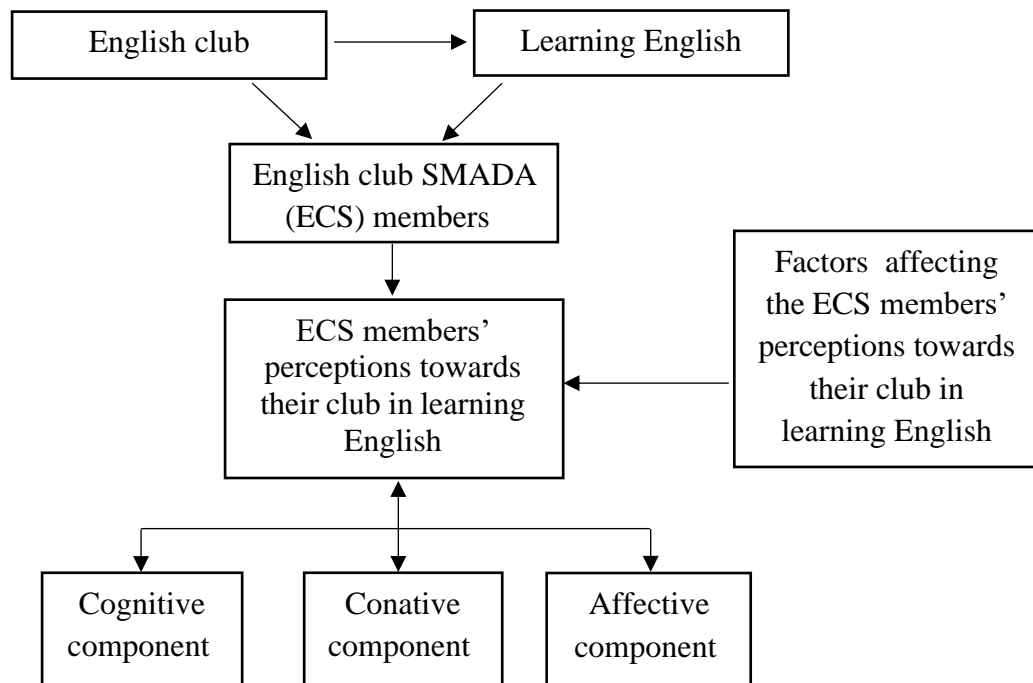 English club
Learning English
English club SMADA
(ECS) members
ECS members’
perceptions towards
their club in learning
English
Factors  affecting
the ECS members’
perceptions towards
their club in
learning English
Cognitive
component
Conative
component
Affective
component